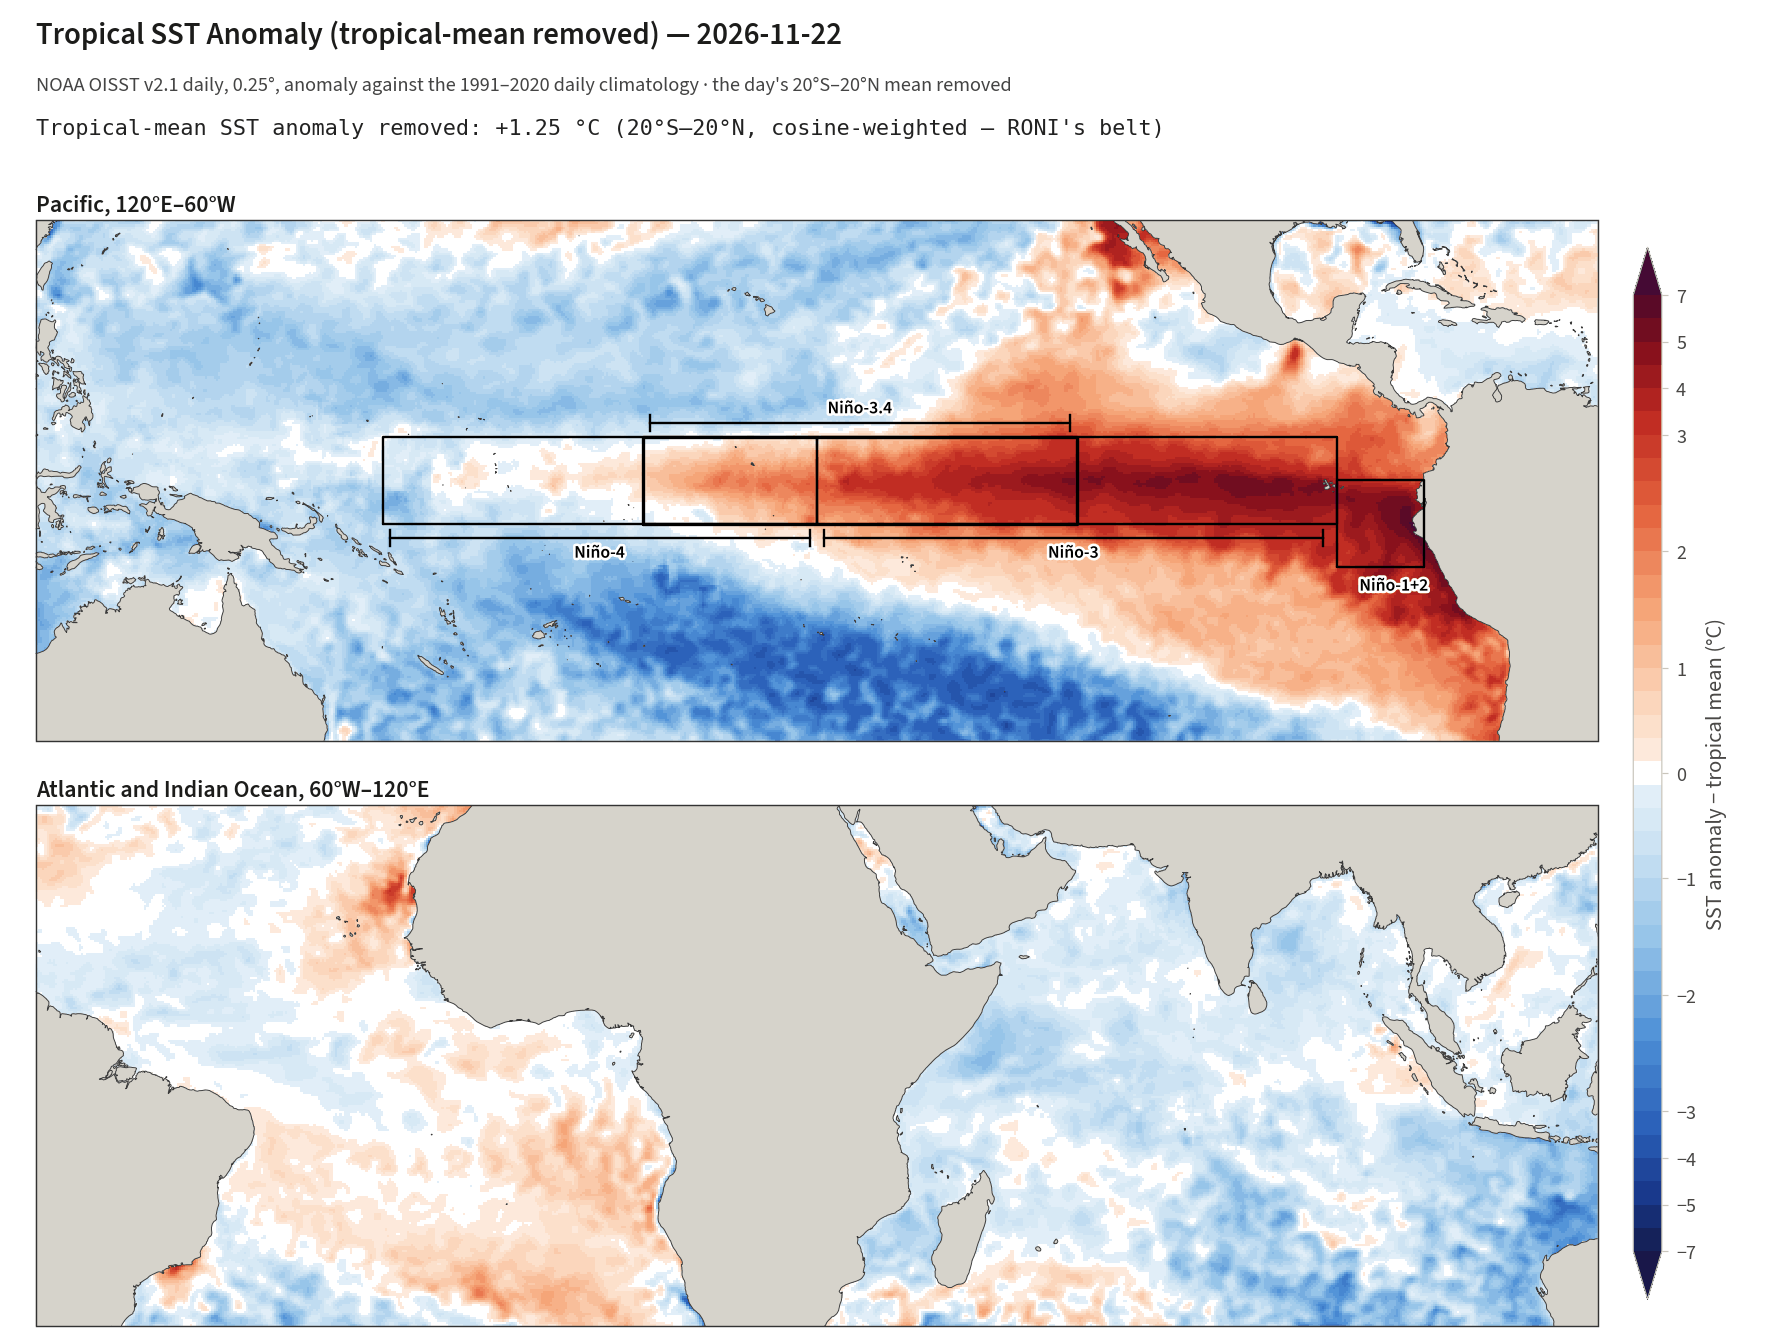 Tropical SST Anomaly (tropical-mean removed) — 2026-11-22
NOAA OISST v2.1 daily, 0.25°, anomaly against the 1991–2020 daily climatology · the day's 20°S–20°N mean removed
Tropical-mean SST anomaly removed: +1.25 °C (20°S–20°N, cosine-weighted — RONI's belt)
Pacific, 120°E–60°W
Niño-3.4
Niño-4
Niño-3
Niño-1+2
Atlantic and Indian Ocean, 60°W–120°E
7
5
4
3
2
1
0
−1
−2
−3
−4
−5
−7
SST anomaly − tropical mean (°C)